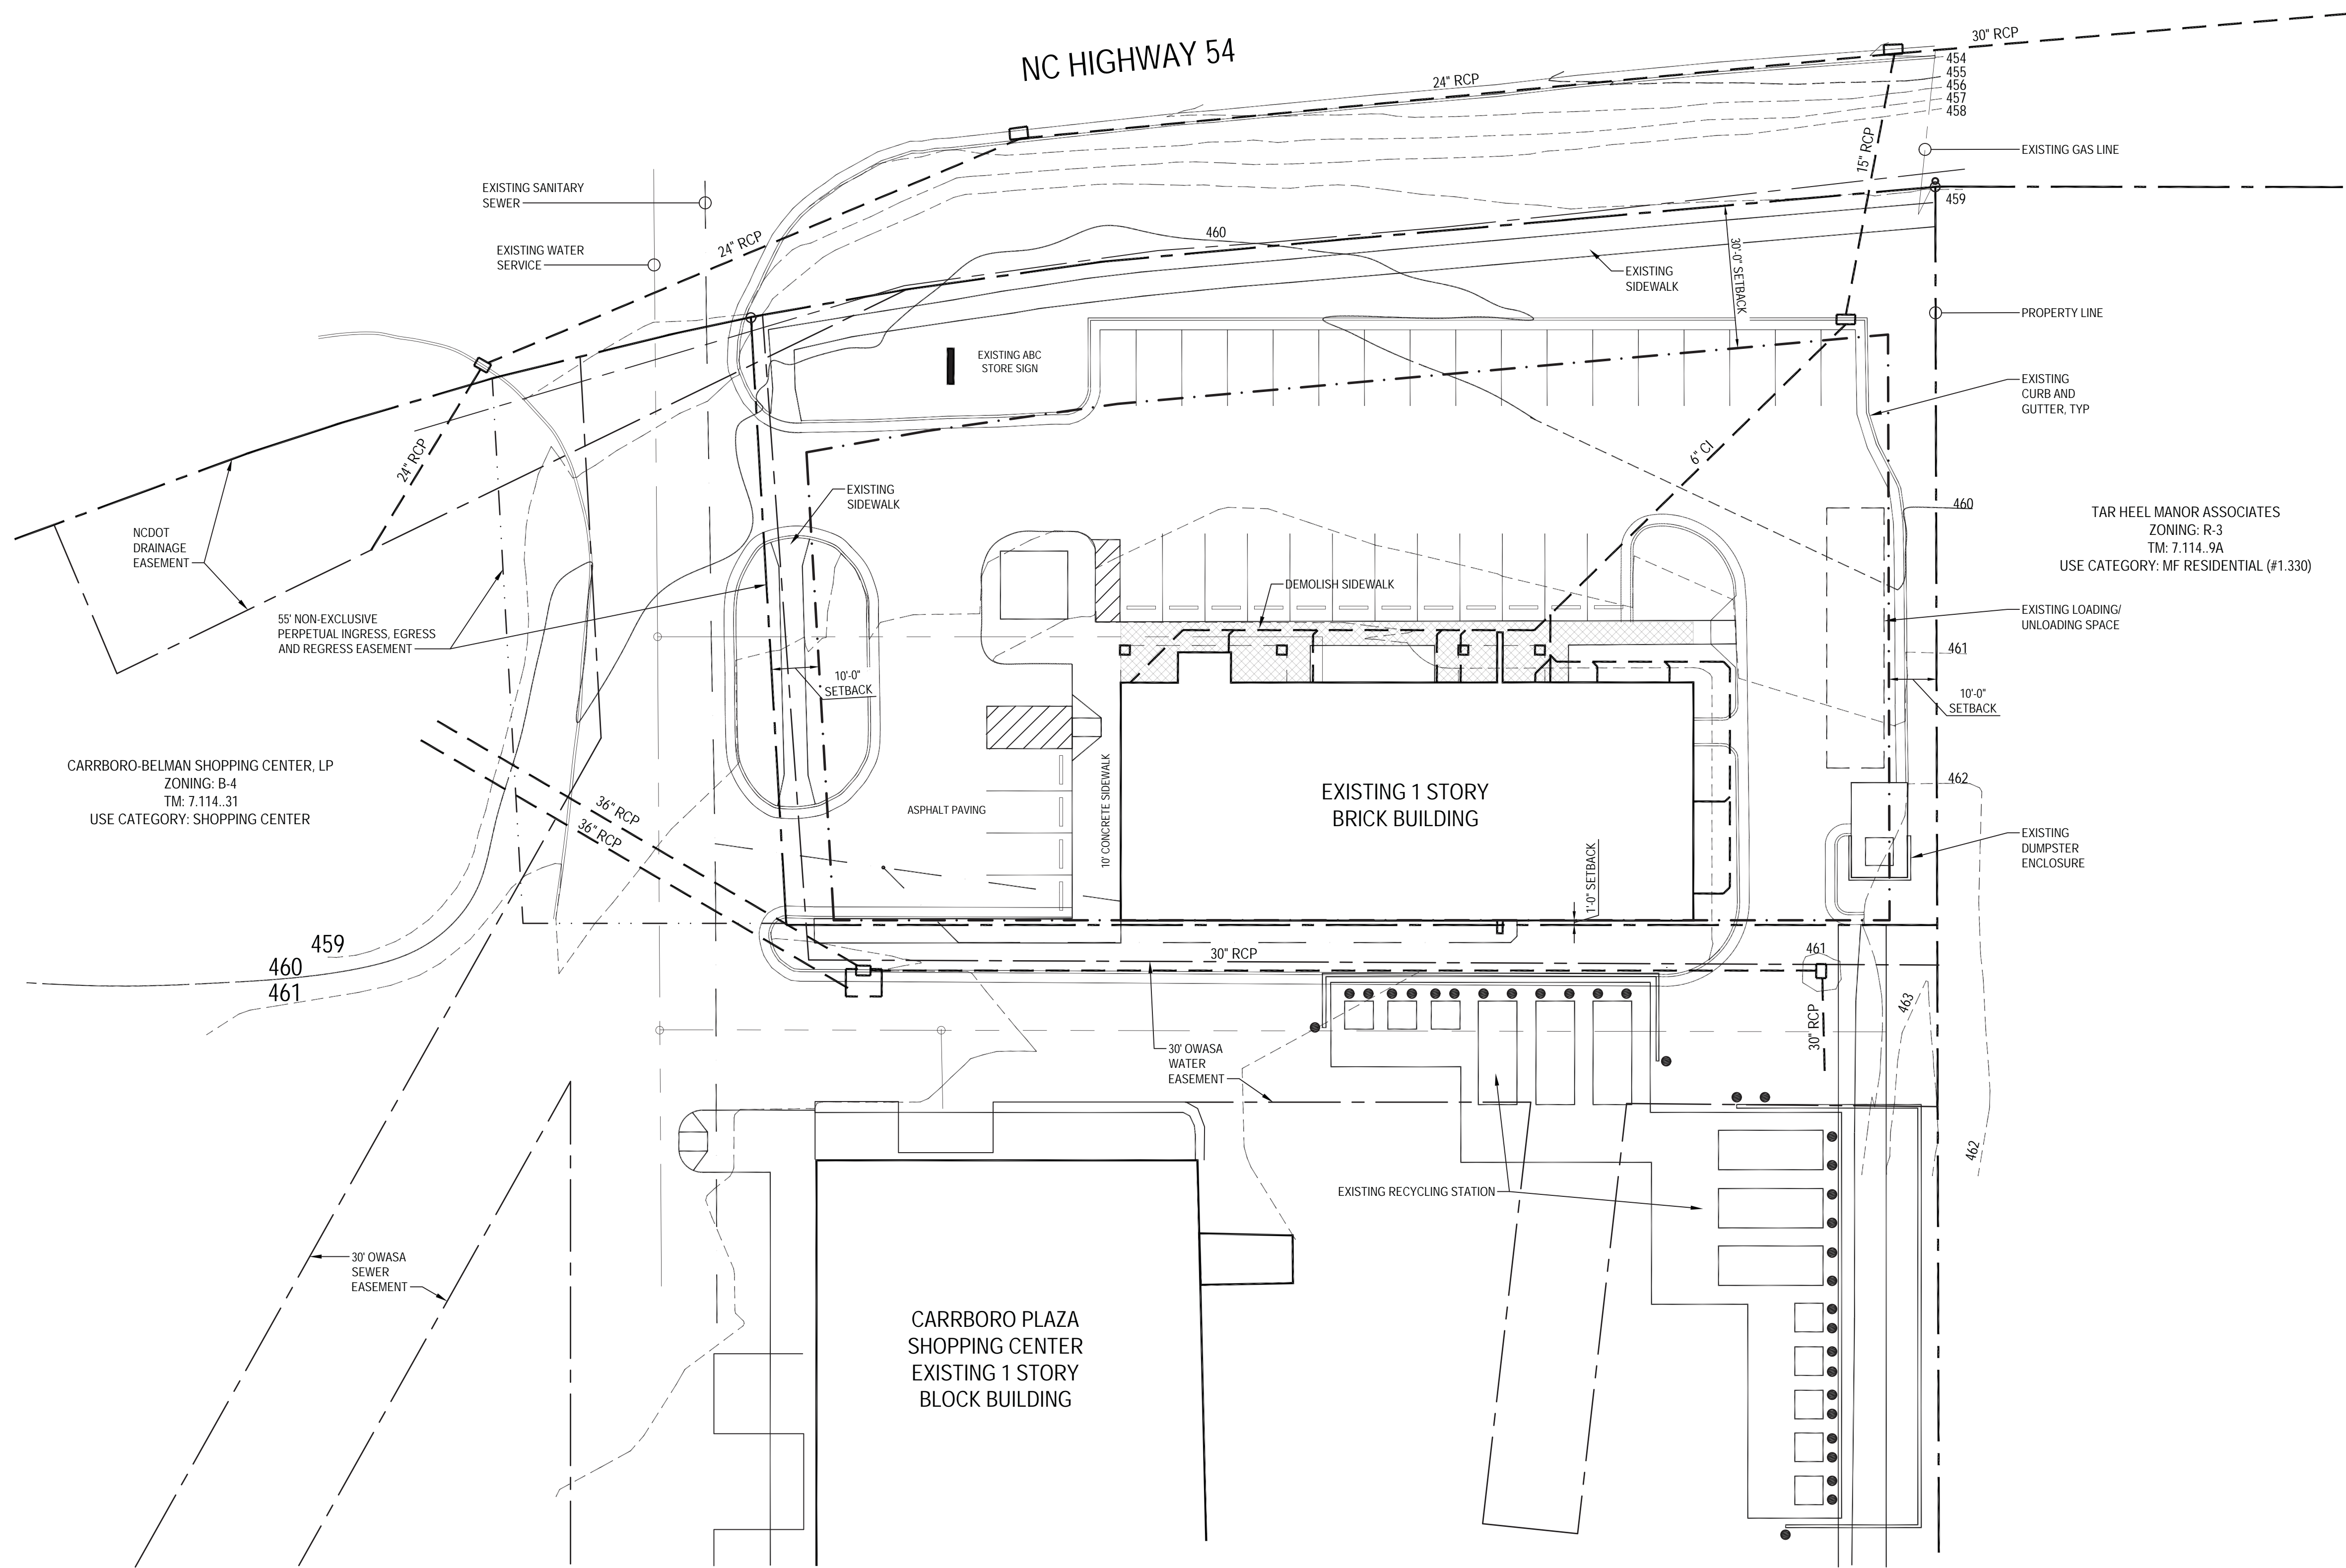 NC HIGHWAY 54
30" RCP
24" RCP
454
455
456
457
458
15" RCP
EXISTING GAS LINE
EXISTING SANITARY
SEWER
459
24" RCP
460
EXISTING WATER
SERVICE
30'-0" SETBACK
EXISTING
SIDEWALK
PROPERTY LINE
EXISTING ABC
STORE SIGN
EXISTING
CURB AND
GUTTER, TYP
24" RCP
6" CI
EXISTING
SIDEWALK
460
TAR HEEL MANOR ASSOCIATES
ZONING: R-3
TM: 7.114..9A
USE CATEGORY: MF RESIDENTIAL (#1.330)
NCDOT
DRAINAGE
EASEMENT
DEMOLISH SIDEWALK
EXISTING LOADING/
UNLOADING SPACE
55' NON-EXCLUSIVE
PERPETUAL INGRESS, EGRESS
AND REGRESS EASEMENT
461
10'-0"
SETBACK
10'-0"
SETBACK
CARRBORO-BELMAN SHOPPING CENTER, LP
ZONING: B-4
TM: 7.114..31
USE CATEGORY: SHOPPING CENTER
36" RCP
36" RCP
ASPHALT PAVING
10' CONCRETE SIDEWALK
EXISTING 1 STORY
BRICK BUILDING
462
EXISTING
DUMPSTER
ENCLOSURE
1'-0" SETBACK
459
460
461
30" RCP
461
463
30" RCP
30' OWASA
WATER
EASEMENT
462
EXISTING RECYCLING STATION
30' OWASA
SEWER
EASEMENT
CARRBORO PLAZA
SHOPPING CENTER
EXISTING 1 STORY
BLOCK BUILDING